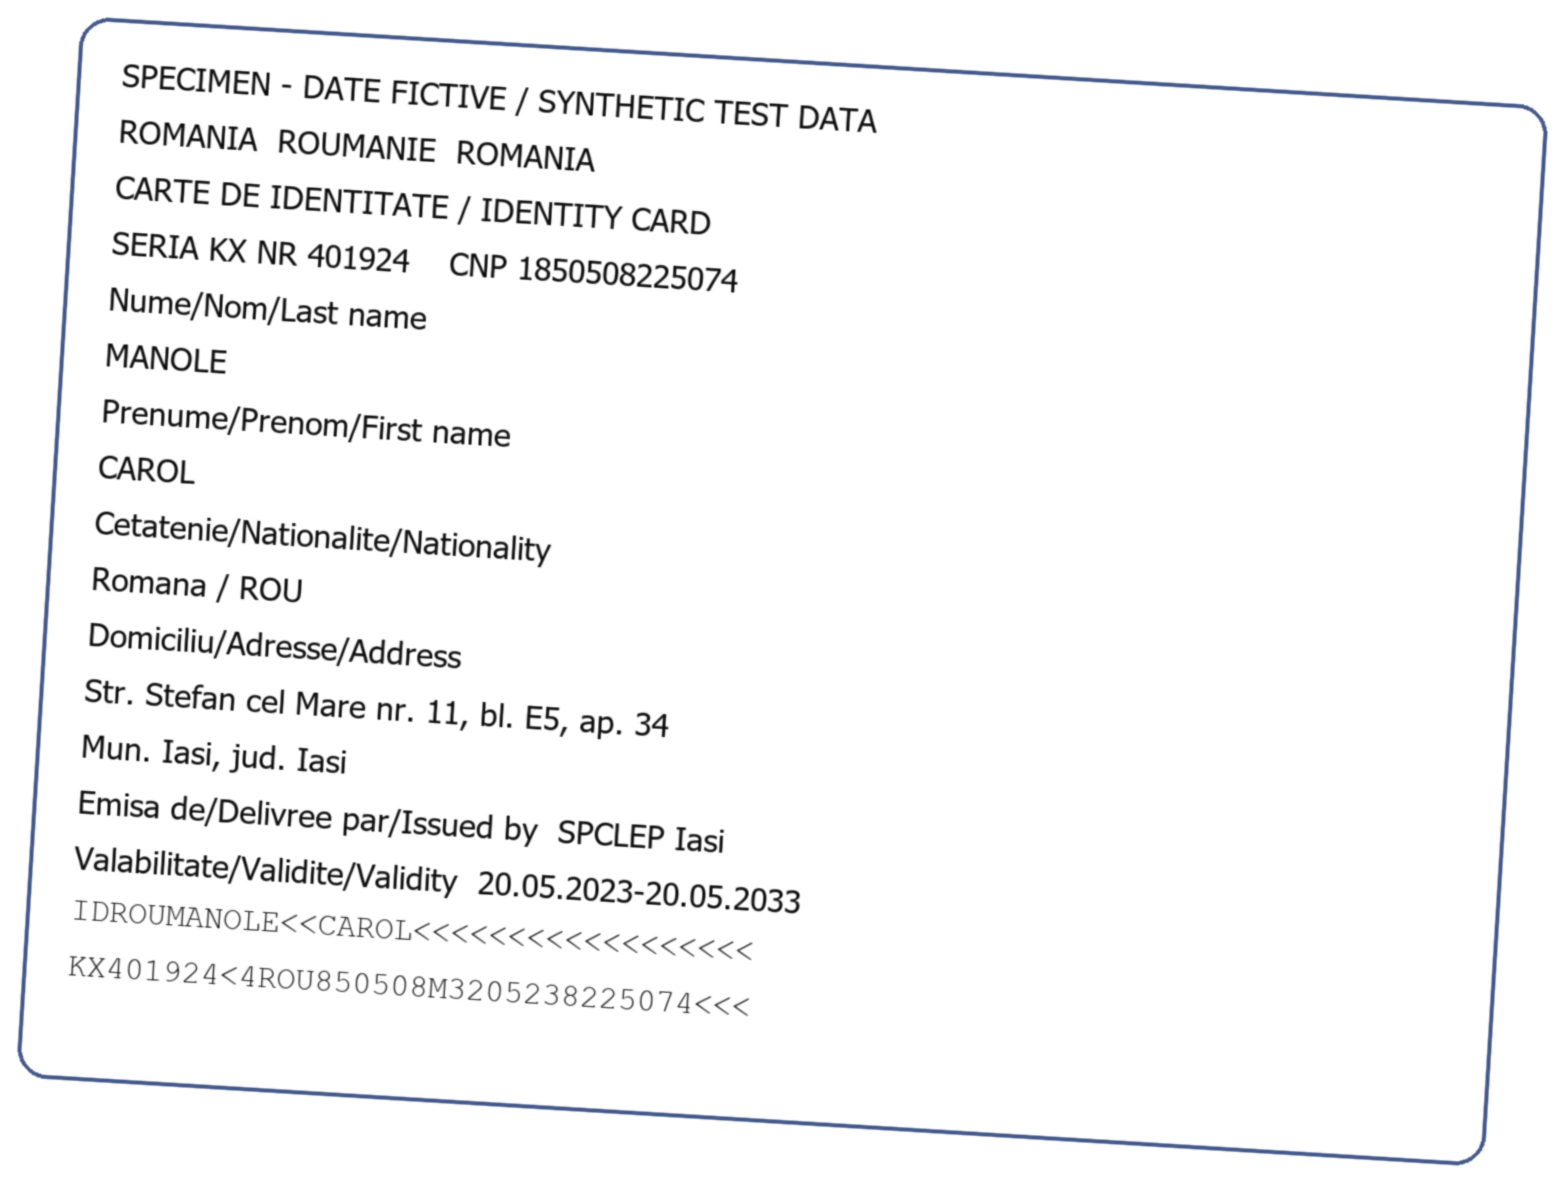 SPECIMEN - DATE FICTIVE / SYNTHETIC TEST DATA
ROMANIA ROUMANIE ROMANIA
CARTE DE IDENTITATE / IDENTITY CARD
SERIA KX NR 401924 CNP 1850508225074
Nume/Nom/Last name
MANOLE
Prenume/Prenom/First name
CAROL
Cetatenie/Nationalite/Nationality
Romana / ROU
Domiciliu/Adresse/Address
Str. Stefan cel Mare nr. 11, bl. E5, ap. 34
Mun. Iasi, jud. Iasi
Emisa de/Delivree par/Issued by SPCLEP Iasi
Valabilitate/Validite/Validity 20.05.2023-20.05.2033
IDROUMANOLE<<CAROL<<<<<<<<<<<<<<<<<<
KX401924<4ROU850508M3205238225074<<<